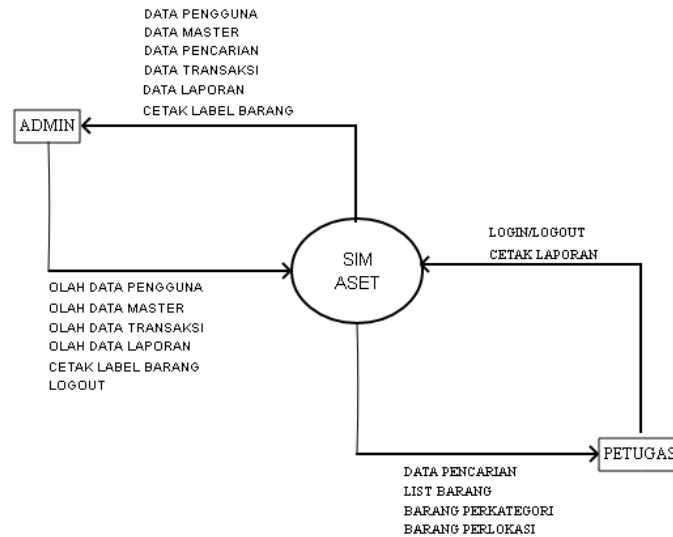 DATA PENGGUNA
DATA MASTER
DATA PENCARIAN
DATA TRANSAKSI
DATA LAPORAN
CETAK LABEL BARANG
ADMIN
SIM
ASET
LOGIN/LOGOUT
CETAK LAPORAN
OLAH DATA PENGGUNA
OLAH DATA MASTER
OLAH DATA TRANSAKSI
OLAH DATA LAPORAN
CETAK LABEL BARANG
LOGOUT
PETUGAS
DATA PENCARIAN
LIST BARANG
BARANG PERKATEGORI
BARANG PERLOKASI